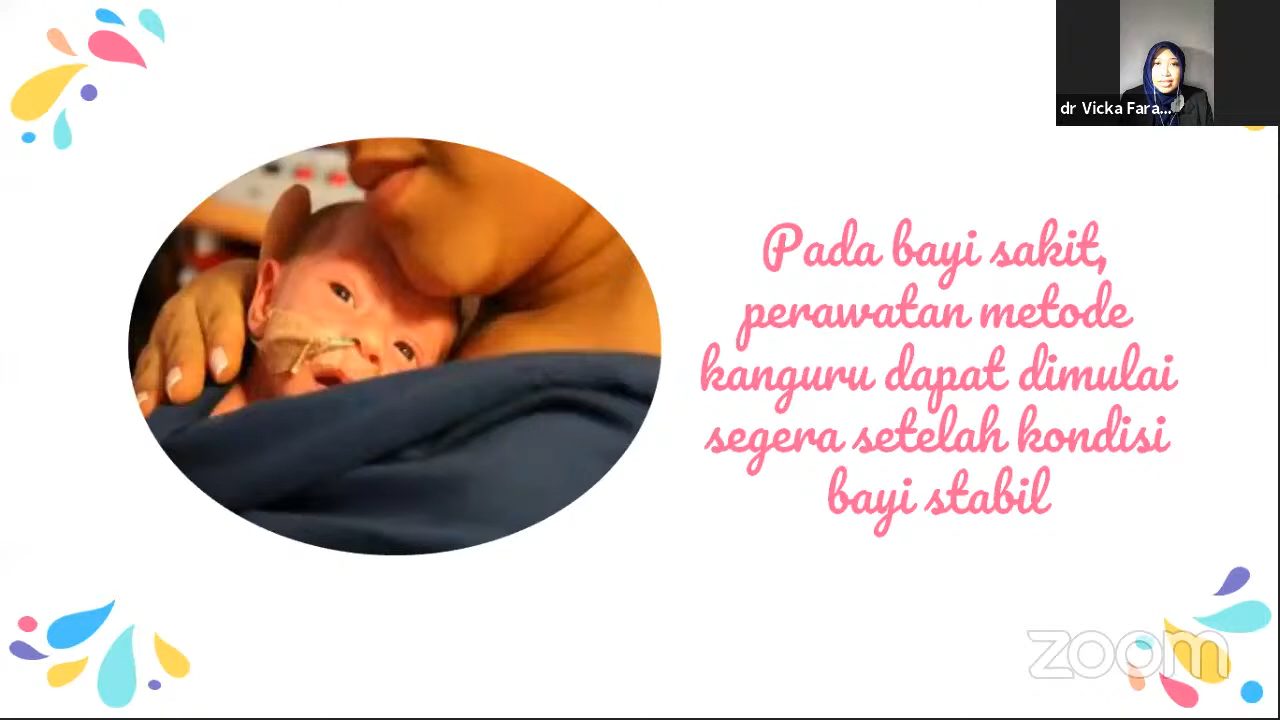 dr Vicka Fara...
Pada bayi sakit,
perawatan metode
kanguru dapat dimulai
segera setelah kondisi
bayi stabil
zoom